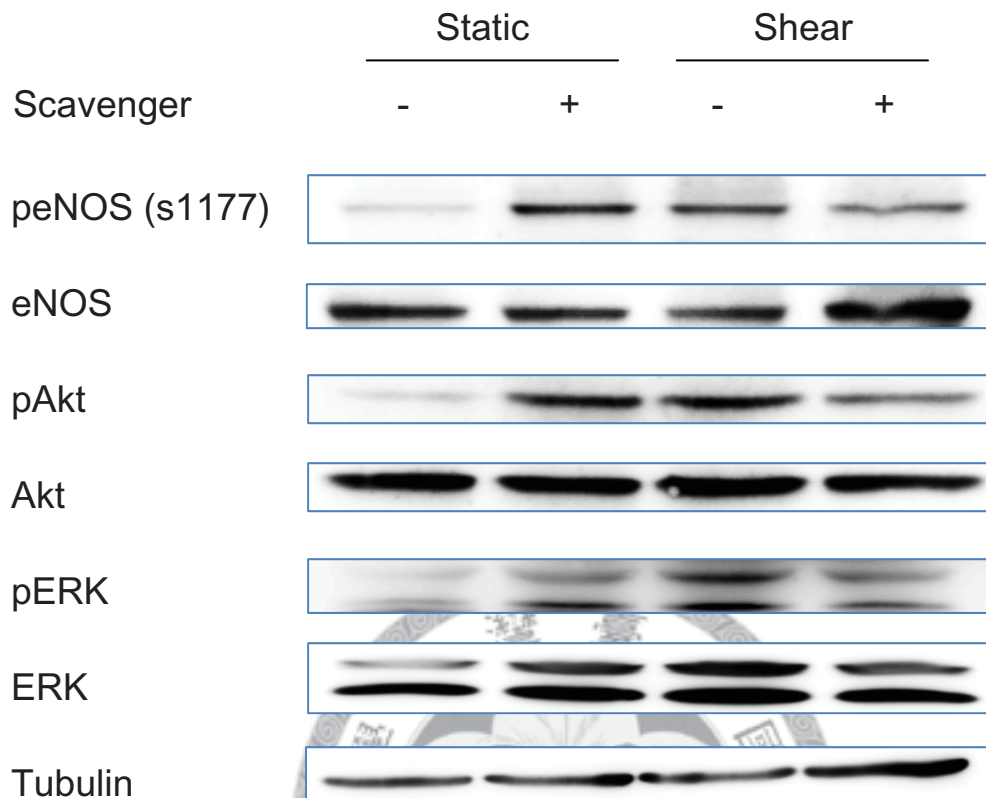 Static Shear
Scavenger - + - +
peNOS (s1177)
eNOS
pAkt
Akt
pERK
ERK
Tubulin